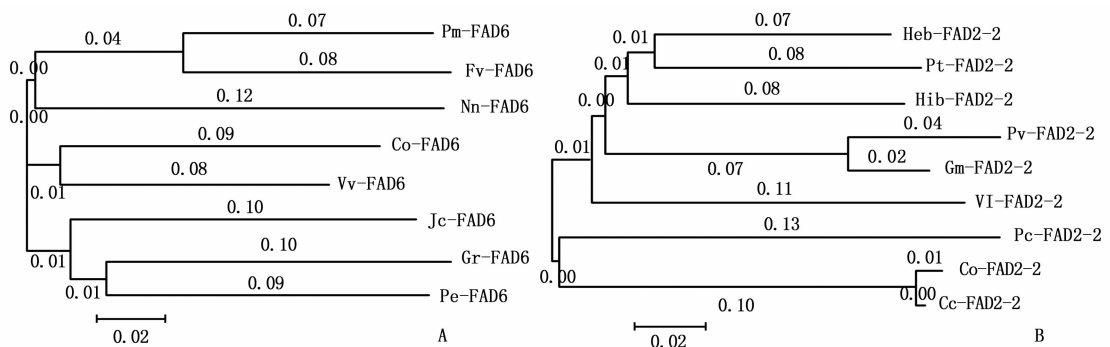 0.07
Pm-FAD6
0.04
0.08
Fv-FAD6
0.00
0.12
Nn-FAD6
0.00
0.09
Co-FAD6
0.08
Vv-FAD6
0.01
0.10
Jc-FAD6
0.10
Gr-FAD6
0.01
0.09
Pe-FAD6
0.01
0.02
A
0.07
Heb-FAD2-2
0.01
0.08
Pt-FAD2-2
0.01
0.08
Hib-FAD2-2
0.00
0.04
Pv-FAD2-2
0.01
0.02
Gm-FAD2-2
0.07
0.11
VI-FAD2-2
0.13
Pc-FAD2-2
0.01
Co-FAD2-2
0.00
0.00
Cc-FAD2-2
0.10
0.02
B